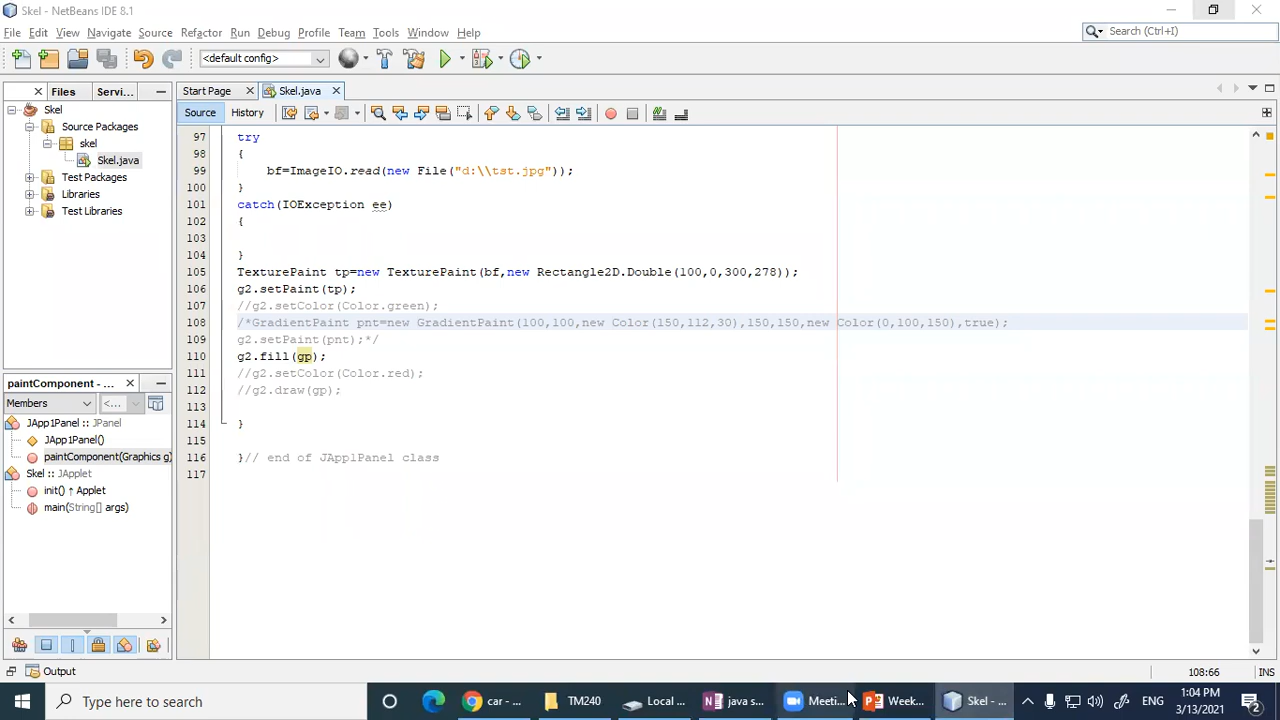 Skel - NetBeans IDE 8.1
File Edit View Navigate Source Refactor Run Debug Profile Team Tools Window Help
Search (Ctrl+I)
<default config>
Files Servi...
Start Page Skel.java
Source History
Skel
Source Packages
skel
Skel.java
Test Packages
Libraries
Test Libraries
97 try
98 {
99 bf=ImageIO.read(new File("d:\\tst.jpg"));
100 }
101 catch(IOException ee)
102 {
103
104 }
105 TexturePaint tp=new TexturePaint(bf,new Rectangle2D.Double(100,0,300,278));
106 g2.setPaint(tp);
107 //g2.setColor(Color.green);
108 /*GradientPaint pnt=new GradientPaint(100,100,new Color(150,112,30),150,150,new Color(0,100,150),true);
109 g2.setPaint(pnt);*/
110 g2.fill(gp);
111 //g2.setColor(Color.red);
112 //g2.draw(gp);
113
114 }
115
116 }// end of JApp1Panel class
117
paintComponent - ...
Members <...
JApp1Panel :: JPanel
JApp1Panel()
paintComponent(Graphics g)
Skel :: JApplet
init() ↑ Applet
main(String[] args)
Output
108:66 INS
Type here to search
car - ...
TM240
Local ...
java s...
Meeti...
Week...
Skel - ...
ENG
1:04 PM
3/13/2021
2